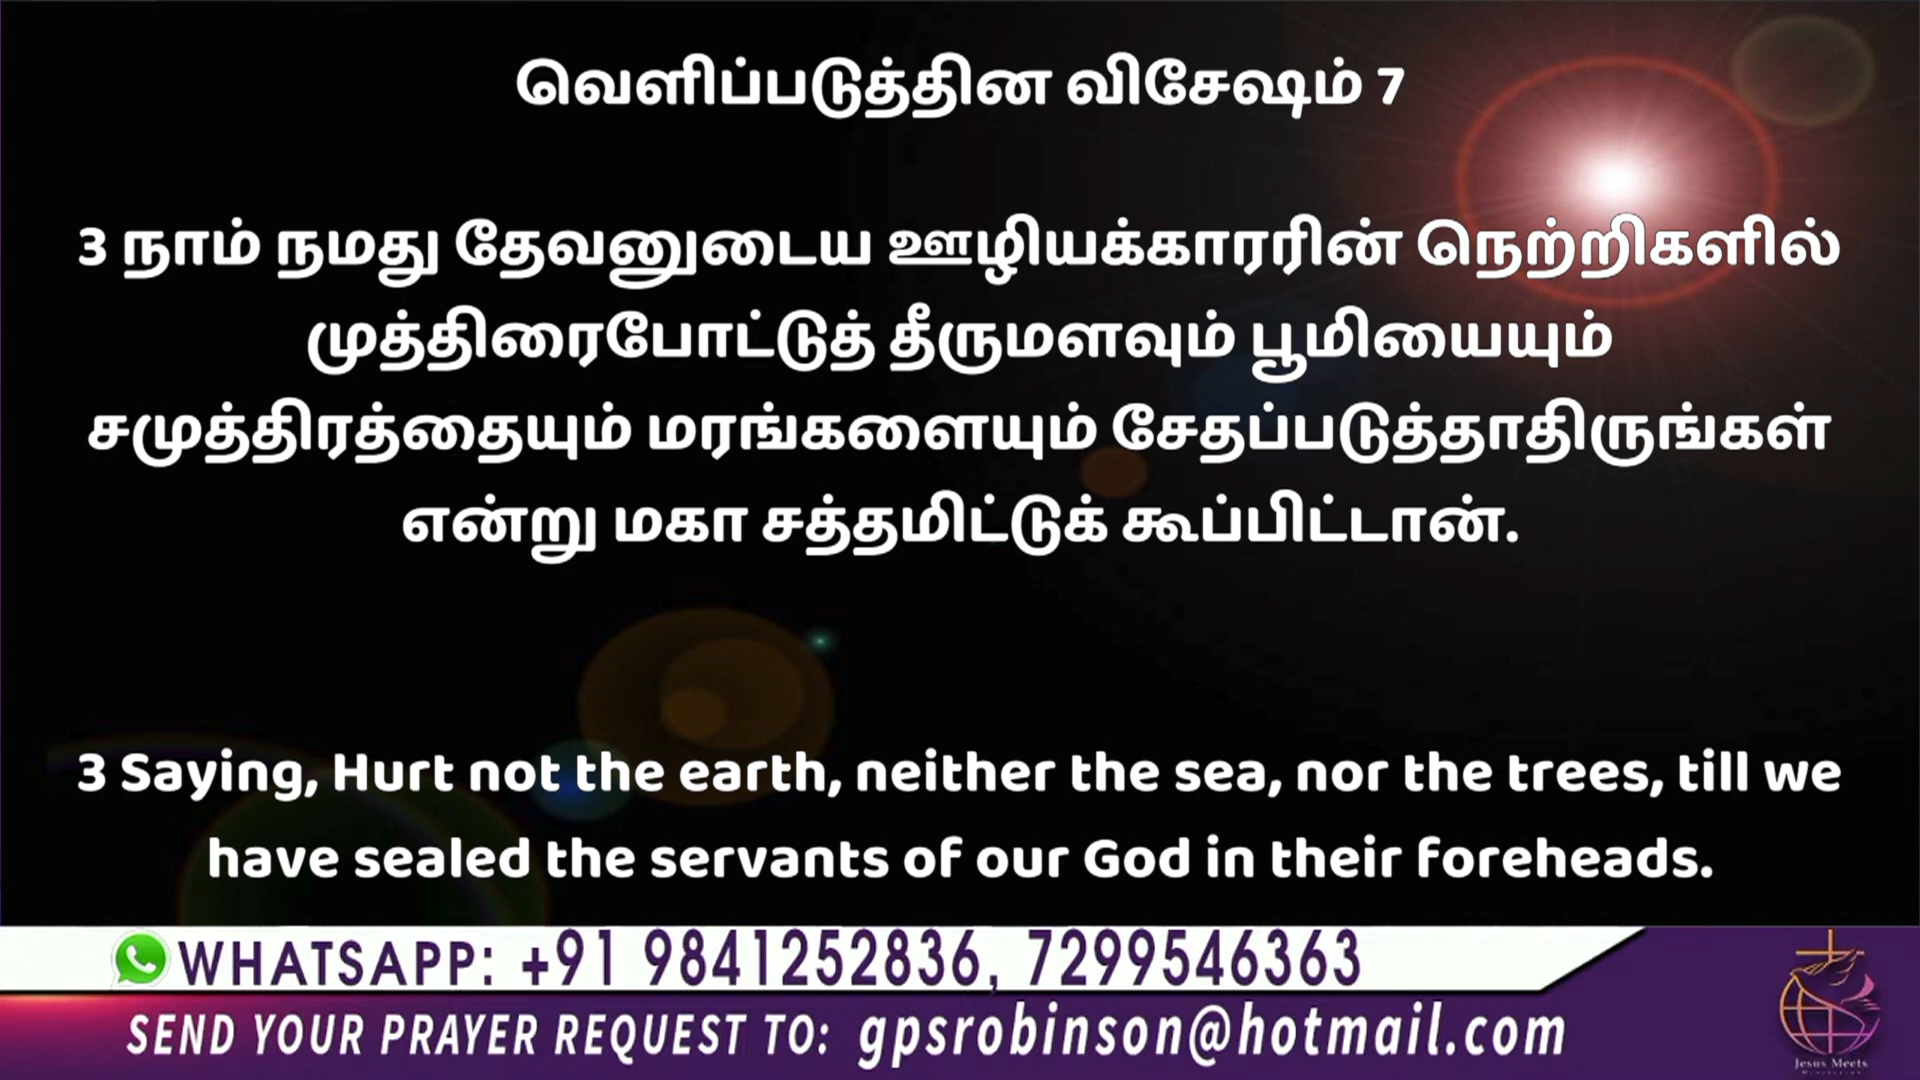 வெளிப்படுத்தின விசேஷம் 7
3 நாம் நமது தேவனுடைய ஊழியக்காரரின் நெற்றிகளில்
முத்திரைபோட்டுத் தீருமளவும் பூமியையும்
சமுத்திரத்தையும் மரங்களையும் சேதப்படுத்தாதிருங்கள்
என்று மகா சத்தமிட்டுக் கூப்பிட்டான்.
3 Saying, Hurt not the earth, neither the sea, nor the trees, till we
have sealed the servants of our God in their foreheads.
WHATSAPP: +91 9841252836, 7299546363
SEND YOUR PRAYER REQUEST TO: gpsrobinson@hotmail.com
Jesus Meets